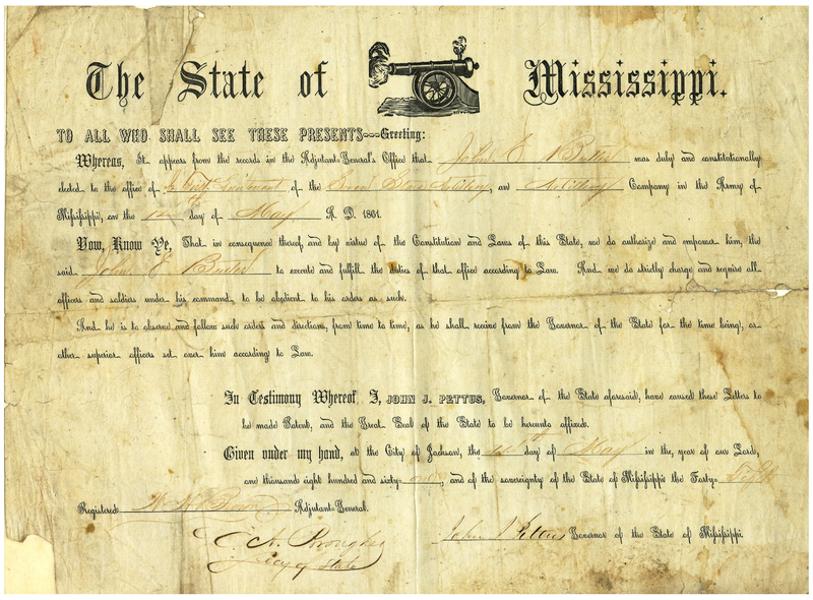 The State of Mississippi.
TO ALL WHO SHALL SEE THESE PRESENTS---Greeting:
Whereas, It appears from the records in the Adjutant-General's Office that John E was duly and constitutionally
elected to the office of Lieutenant of the Artillery, an Artillery Company in the Army of
Mississippi, on the day of May A. D. 1861.
Now, Know Ye, That in consequence thereof, and by virtue of the Constitution and Laws of this State, we do authorize and empower him, the
said John E to execute and fulfill the duties of that office according to Law. And we do strictly charge and require all
officers and soldiers under his command, to be obedient to his orders as such.
And he is to observe and follow such orders and directions, from time to time, as he shall receive from the Governor of the State for the time being, or
other superior officers set over him according to Law.
In Testimony Whereof I, JOHN J. PETTUS, Governor of the State aforesaid, have caused these Letters to
be made Patent, and the Great Seal of the State to be hereunto affixed.
Given under my hand, at the City of Jackson, the day of May in the year of our Lord,
one thousand eight hundred and sixty-one, and of the sovereignty of the State of Mississippi the Forty-
Registered Adjutant-General.
John J Pettus Governor of the State of Mississippi
Secy of State